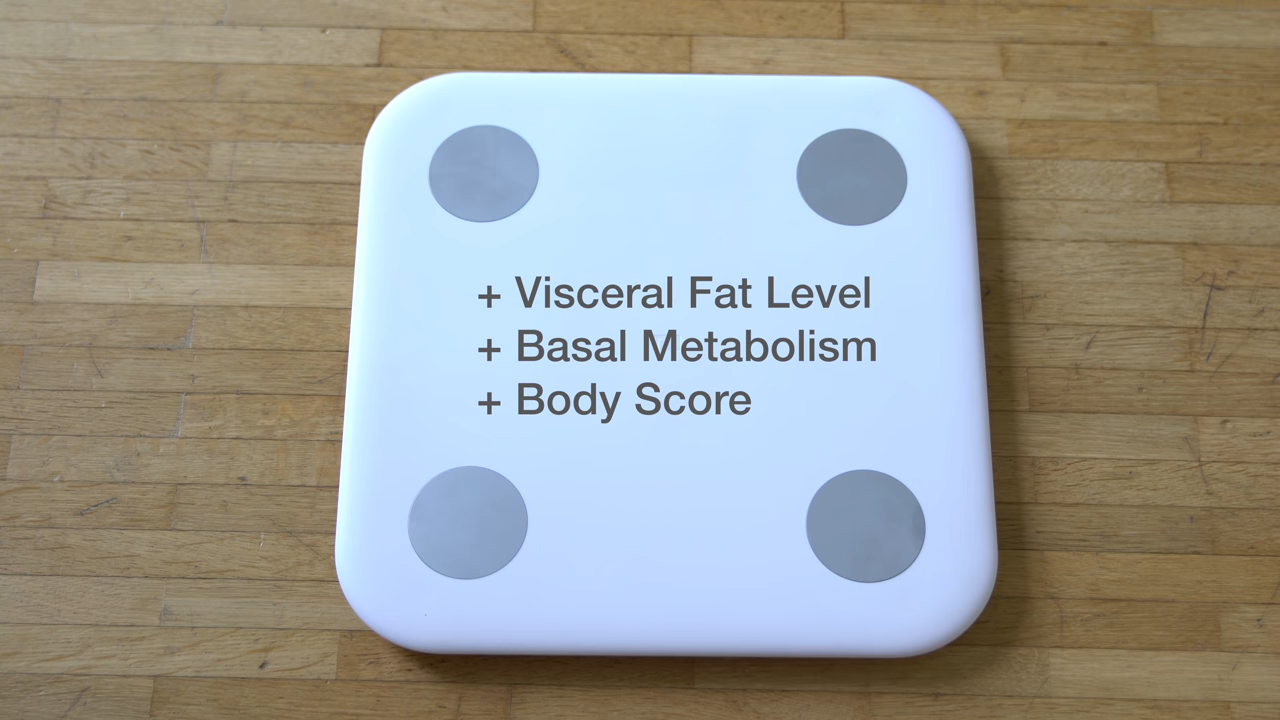 + Visceral Fat Level
+ Basal Metabolism
+ Body Score